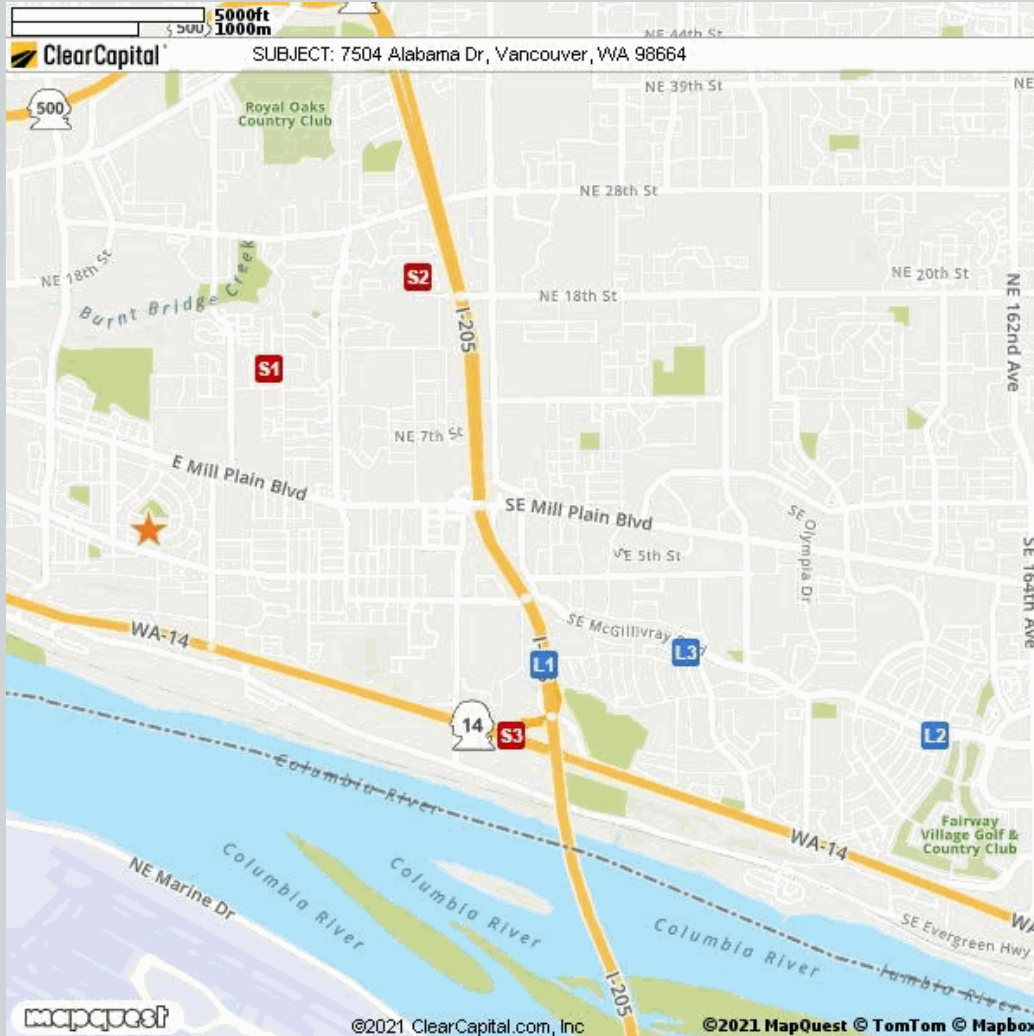 5000ft
500 1000m
ClearCapital
SUBJECT: 7504 Alabama Dr, Vancouver, WA 98664
NE 44th St
NE 39th St
NE
500
Royal Oaks
Country Club
NE 28th St
NE 18th St
Burnt Bridge Creek
S2
NE 20th St
NE 18th St
I-205
NE 162nd Ave
S1
NE 7th St
E Mill Plain Blvd
SE Mill Plain Blvd
SE Olympia Dr
SE 164th Ave
WA-14
SE McGillivray
I-
L1
L3
14
S3
L2
Columbia River
Fairway
Village Golf &
Country Club
WA-14
NE Marine Dr
Columbia River
Columbia River
Columbia River
WA
SE Evergreen Hwy
lumbia River
I-205
mapquest
©2021 ClearCapital.com, Inc
©2021 MapQuest © TomTom © Mapbo